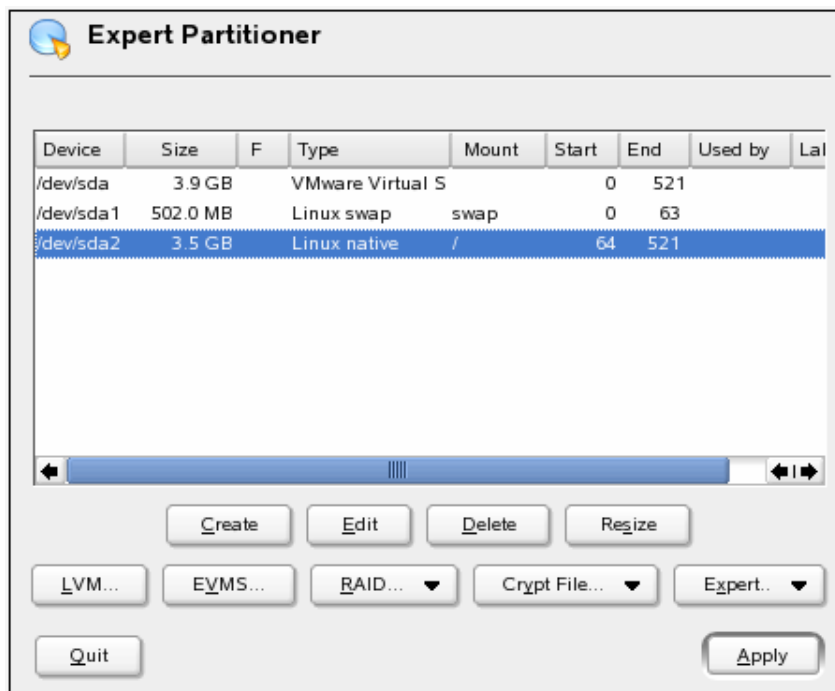 Expert Partitioner
Device Size F Type Mount Start End Used by Lal
/dev/sda 3.9 GB VMware Virtual S 0 521
/dev/sda1 502.0 MB Linux swap swap 0 63
/dev/sda2 3.5 GB Linux native / 64 521
Create Edit Delete Resize
LVM... EVMS... RAID... Crypt File... Expert..
Quit Apply